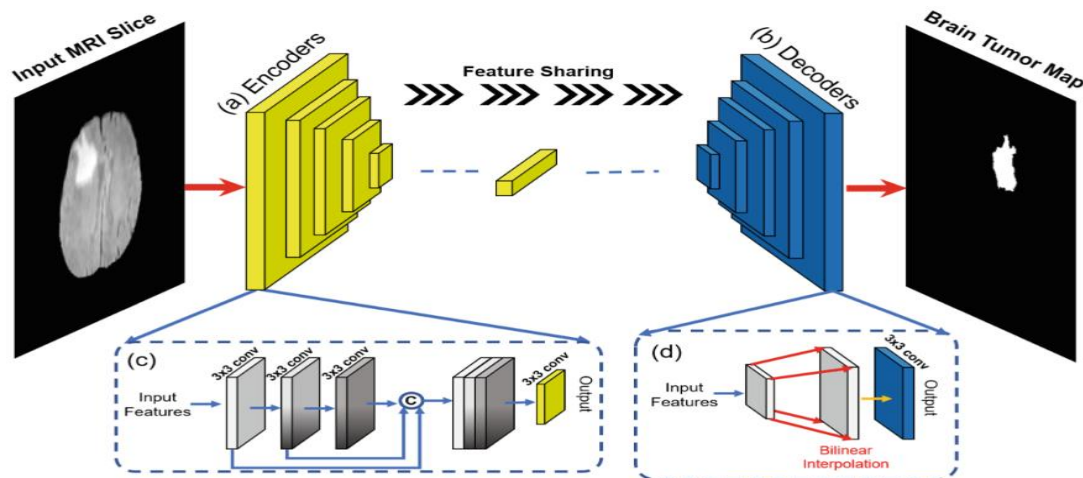 Input MRI Slice
(a) Encoders
Feature Sharing
(b) Decoders
Brain Tumor Map
(c)
3x3 conv
3x3 conv
3x3 conv
3x3 conv
Input
Features
C
Output
(d)
3x3 conv
Input
Features
Output
Bilinear
Interpolation